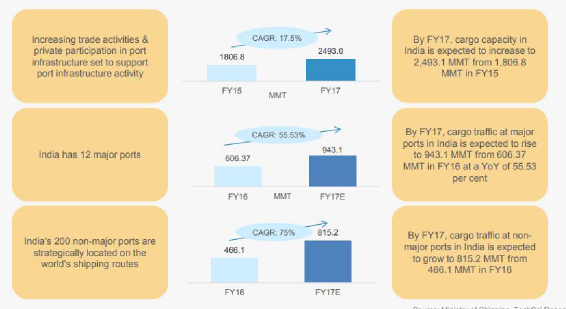 Increasing trade activities &
private participation in port
infrastructure set to support
port infrastructure activity
CAGR: 17.5%
1806.8
2493.0
FY15
FY17
MMT
By FY17, cargo capacity in
India is expected to increase to
2,493.1 MMT from 1,806.8
MMT in FY15
India has 12 major ports
CAGR: 55.53%
606.37
943.1
FY16
MMT
FY17E
By FY17, cargo traffic at major
ports in India is expected to rise
to 943.1 MMT from 606.37
MMT in FY16 at a YoY of 55.53
per cent
India's 200 non-major ports are
strategically located on the
world's shipping routes
CAGR: 75%
466.1
815.2
FY16
FY17E
By FY17, cargo traffic at non-
major ports in India is expected
to grow to 815.2 MMT from
466.1 MMT in FY16